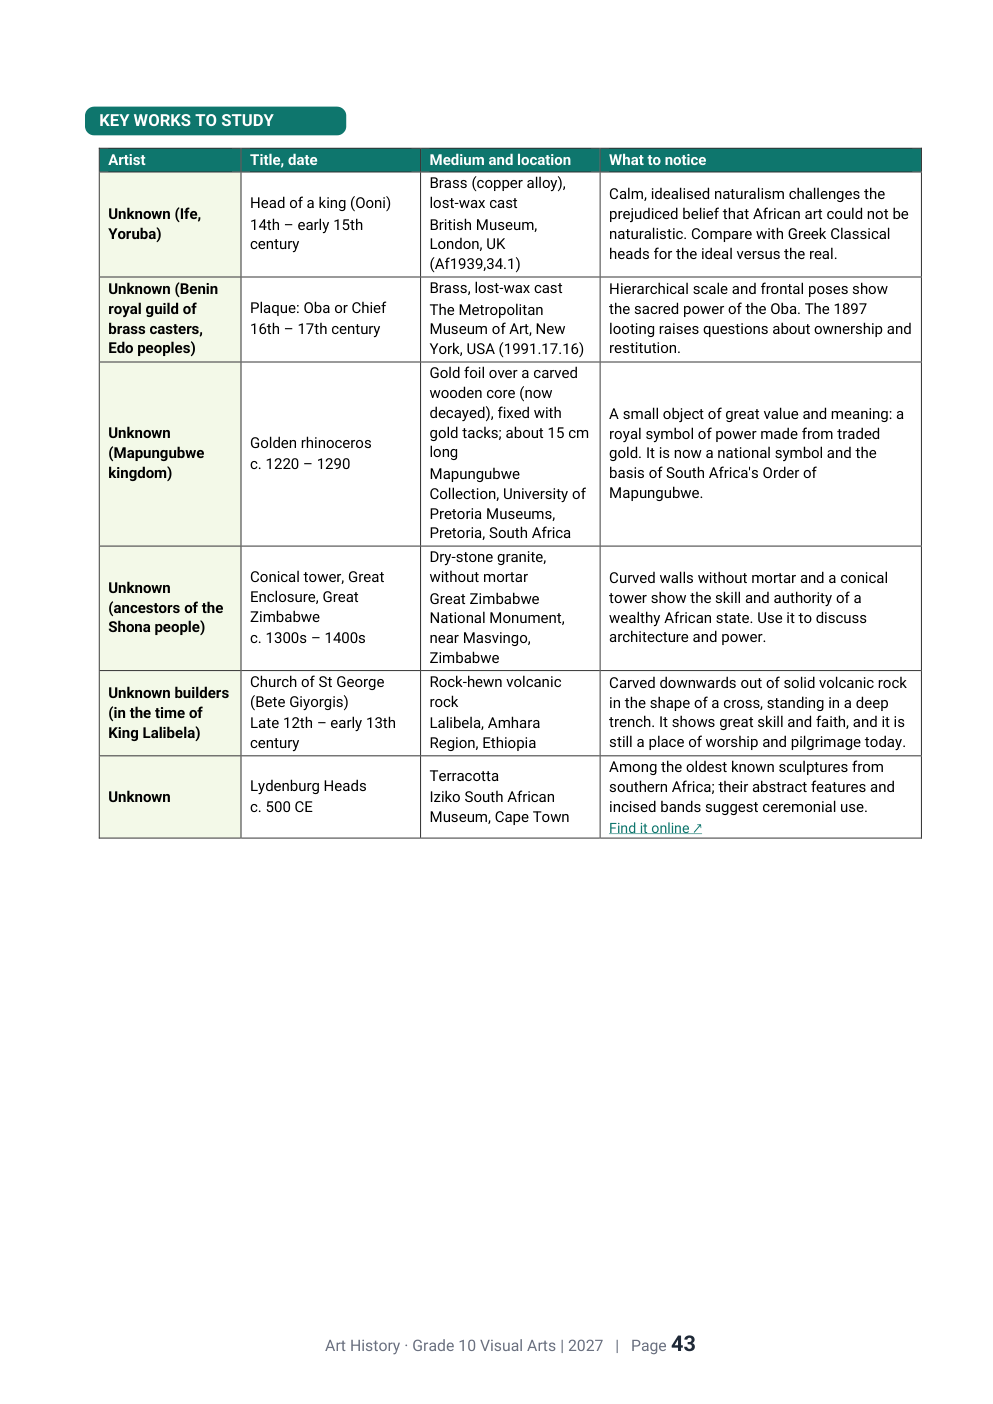 KEY WORKS TO STUDY
Artist
Title, date
Medium and location
What to notice
Unknown (Ife,
Yoruba)
Head of a king (Ooni)
14th – early 15th
century
Brass (copper alloy),
lost-wax cast
British Museum,
London, UK
(Af1939,34.1)
Calm, idealised naturalism challenges the
prejudiced belief that African art could not be
naturalistic. Compare with Greek Classical
heads for the ideal versus the real.
Unknown (Benin
royal guild of
brass casters,
Edo peoples)
Plaque: Oba or Chief
16th – 17th century
Brass, lost-wax cast
The Metropolitan
Museum of Art, New
York, USA (1991.17.16)
Hierarchical scale and frontal poses show
the sacred power of the Oba. The 1897
looting raises questions about ownership and
restitution.
Unknown
(Mapungubwe
kingdom)
Golden rhinoceros
c. 1220 – 1290
Gold foil over a carved
wooden core (now
decayed), fixed with
gold tacks; about 15 cm
long
Mapungubwe
Collection, University of
Pretoria Museums,
Pretoria, South Africa
A small object of great value and meaning: a
royal symbol of power made from traded
gold. It is now a national symbol and the
basis of South Africa's Order of
Mapungubwe.
Unknown
(ancestors of the
Shona people)
Conical tower, Great
Enclosure, Great
Zimbabwe
c. 1300s – 1400s
Dry-stone granite,
without mortar
Great Zimbabwe
National Monument,
near Masvingo,
Zimbabwe
Curved walls without mortar and a conical
tower show the skill and authority of a
wealthy African state. Use it to discuss
architecture and power.
Unknown builders
(in the time of
King Lalibela)
Church of St George
(Bete Giyorgis)
Late 12th – early 13th
century
Rock-hewn volcanic
rock
Lalibela, Amhara
Region, Ethiopia
Carved downwards out of solid volcanic rock
in the shape of a cross, standing in a deep
trench. It shows great skill and faith, and it is
still a place of worship and pilgrimage today.
Unknown
Lydenburg Heads
c. 500 CE
Terracotta
Iziko South African
Museum, Cape Town
Among the oldest known sculptures from
southern Africa; their abstract features and
incised bands suggest ceremonial use.
Find it online ↗
Art History · Grade 10 Visual Arts | 2027 | Page 43